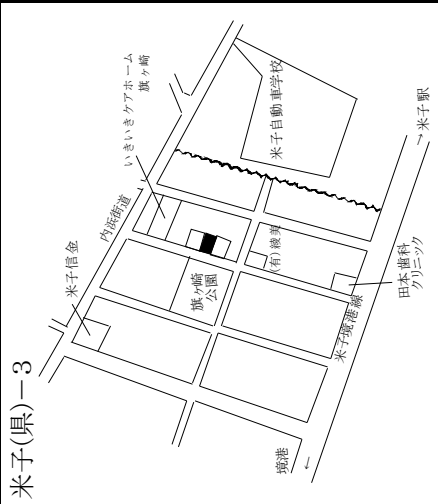 米子(県)－3
米子信金
内浜街道
いきいきケアホーム
旗ヶ崎
米子自動車学校
旗ヶ崎
公園
(有)綾美
田本歯科
クリニック
米子境港線
→米子駅
境港
←